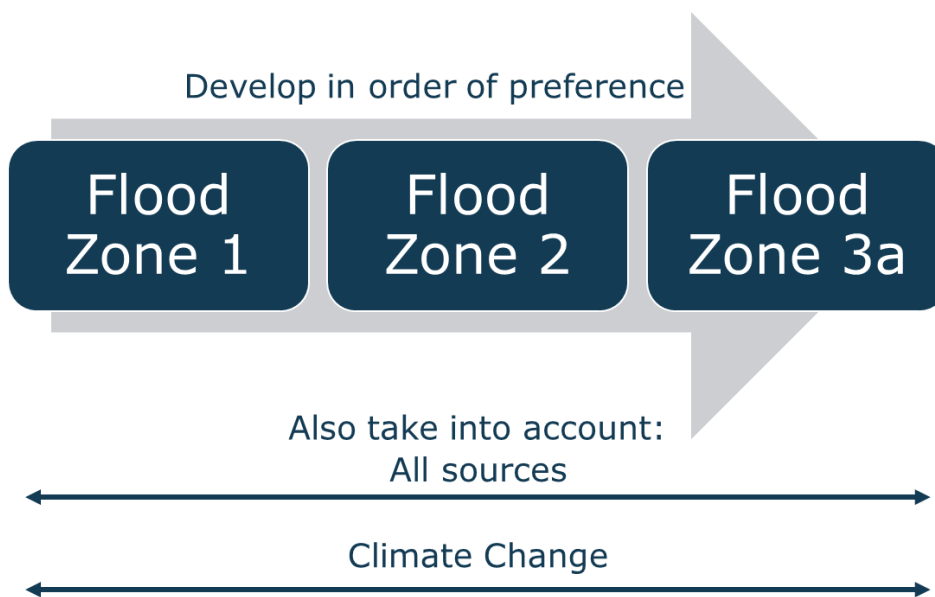 Develop in order of preference
Flood
Zone 1
Flood
Zone 2
Flood
Zone 3a
Also take into account:
All sources
Climate Change